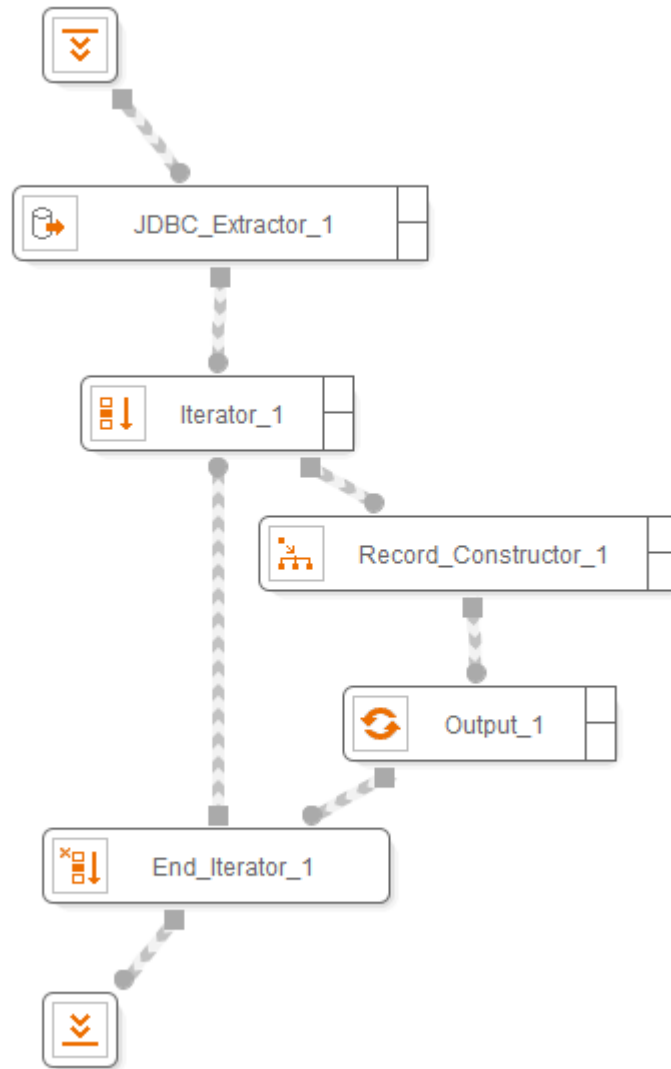 JDBC_Extractor_1
Iterator_1
Record_Constructor_1
Output_1
End_Iterator_1